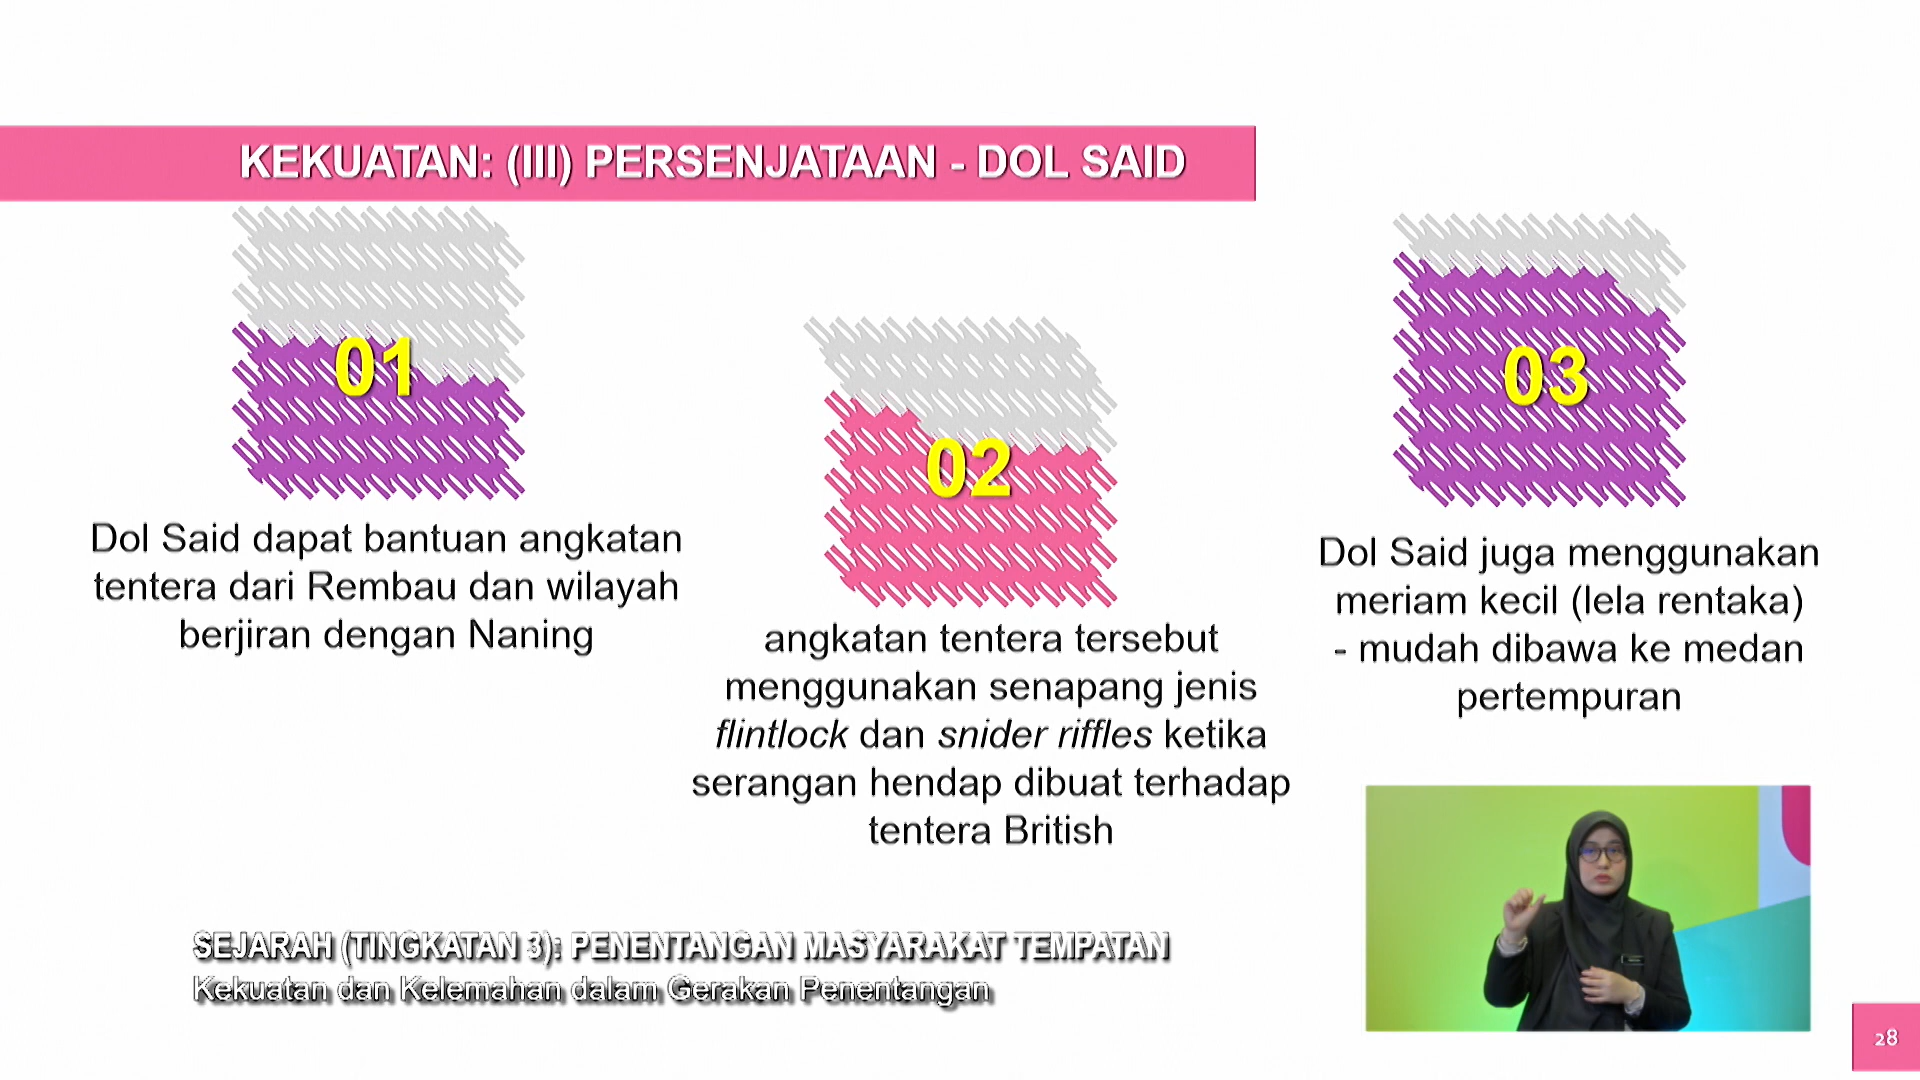 KEKUATAN: (III) PERSENJATAAN - DOL SAID
01
Dol Said dapat bantuan angkatan
tentera dari Rembau dan wilayah
berjiran dengan Naning
02
angkatan tentera tersebut
menggunakan senapang jenis
flintlock dan snider riffles ketika
serangan hendap dibuat terhadap
tentera British
03
Dol Said juga menggunakan
meriam kecil (lela rentaka)
- mudah dibawa ke medan
pertempuran
SEJARAH (TINGKATAN 3): PENENTANGAN MASYARAKAT TEMPATAN
Kekuatan dan Kelemahan dalam Gerakan Penentangan
28